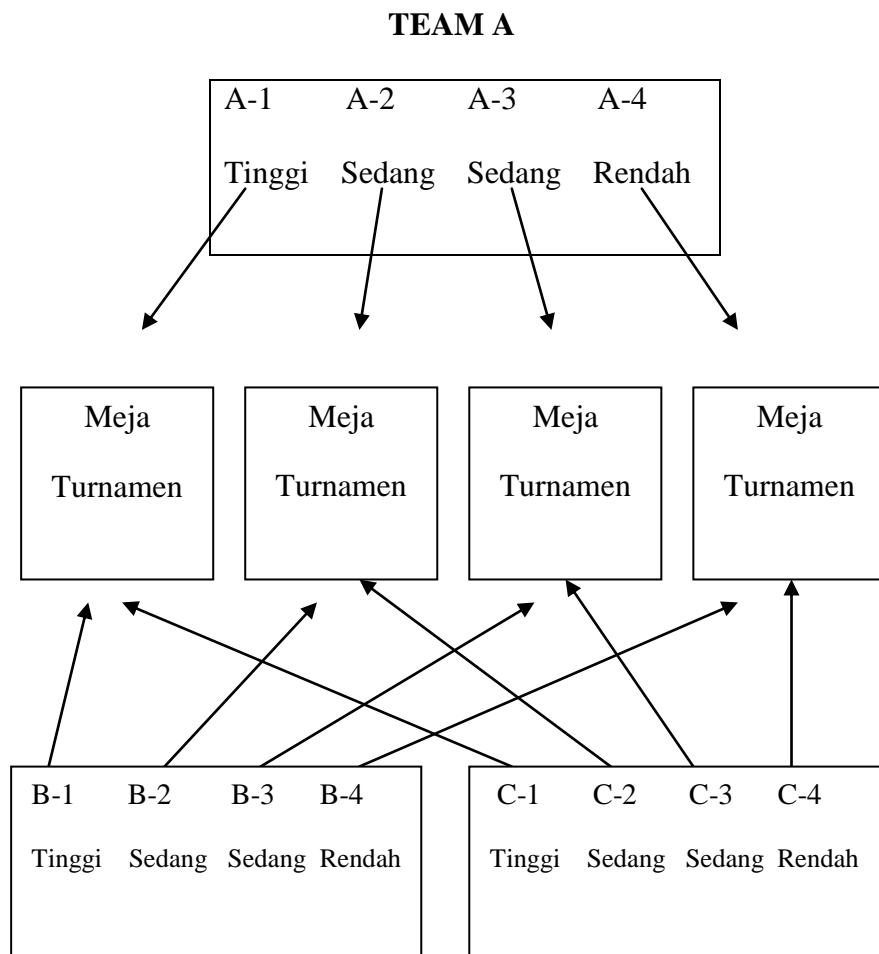 TEAM A
A-1 A-2 A-3 A-4
Tinggi Sedang Sedang Rendah
Meja Meja Meja Meja
Turnamen Turnamen Turnamen Turnamen
B-1 B-2 B-3 B-4 C-1 C-2 C-3 C-4
Tinggi Sedang Sedang Rendah Tinggi Sedang Sedang Rendah